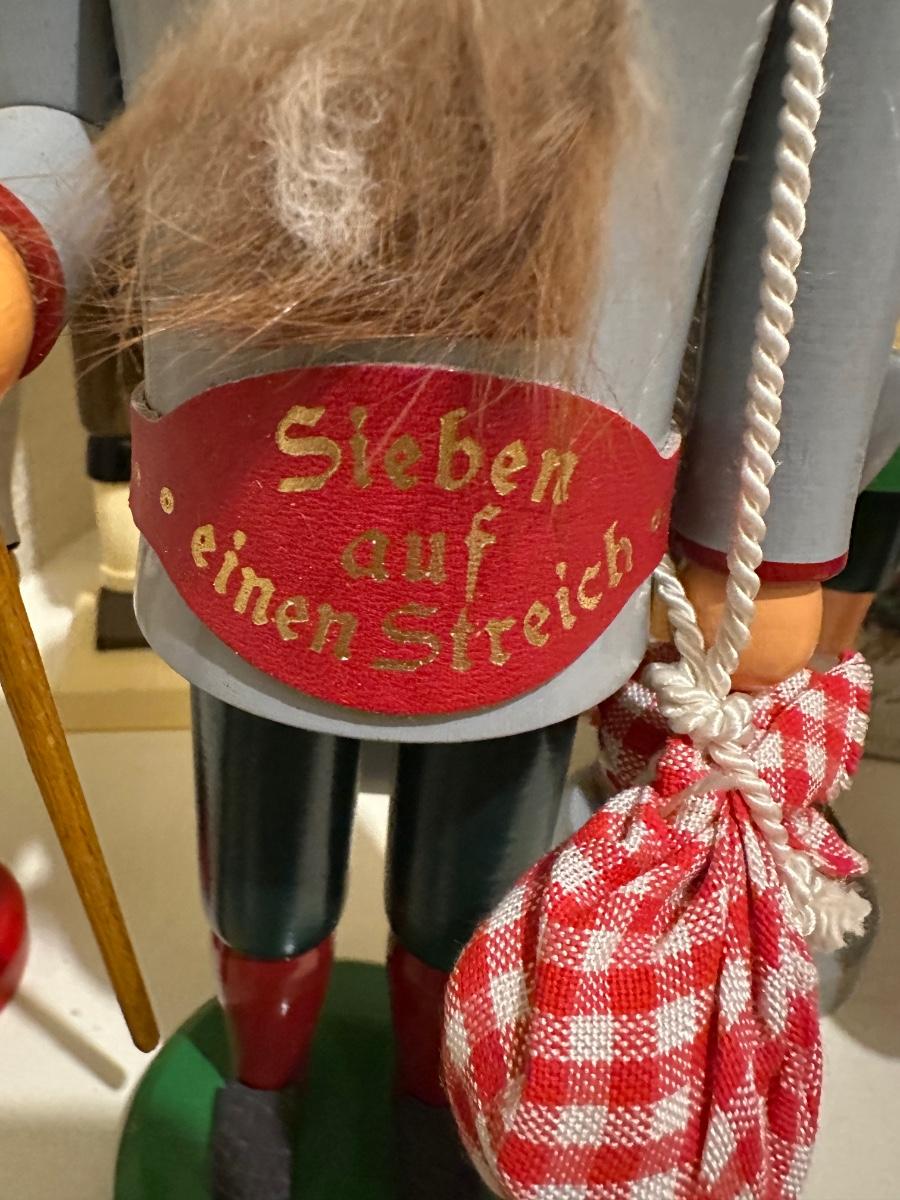 Sieben
auf
einen Streich